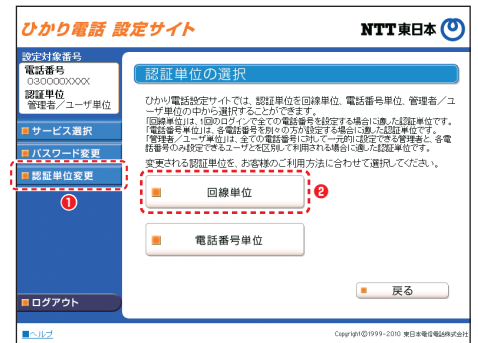 ひかり電話 設定サイト
NTT東日本
設定対象番号
電話番号
030000XXXX
認証単位
管理者／ユーザ単位
サービス選択
パスワード変更
認証単位変更
1
ログアウト
ヘルプ
認証単位の選択
ひかり電話設定サイトでは、認証単位を回線単位、電話番号単位、管理者／ユ
ーザ単位の中から選択することができます。
「回線単位」は、1回のログインで全ての電話番号を設定する場合に適した認証単位です。
「電話番号単位」は、各電話番号を別々の方が設定する場合に適した認証単位です。
「管理者／ユーザ単位」は、全ての電話番号に対して一元的に設定できる管理者と、各電
話番号のみ設定できるユーザとを区別して利用される場合に適した認証単位です。
変更される認証単位を、お客様のご利用方法に合わせて選択してください。
回線単位
2
電話番号単位
戻る
Copyright©1999-2010 東日本電信電話株式会社